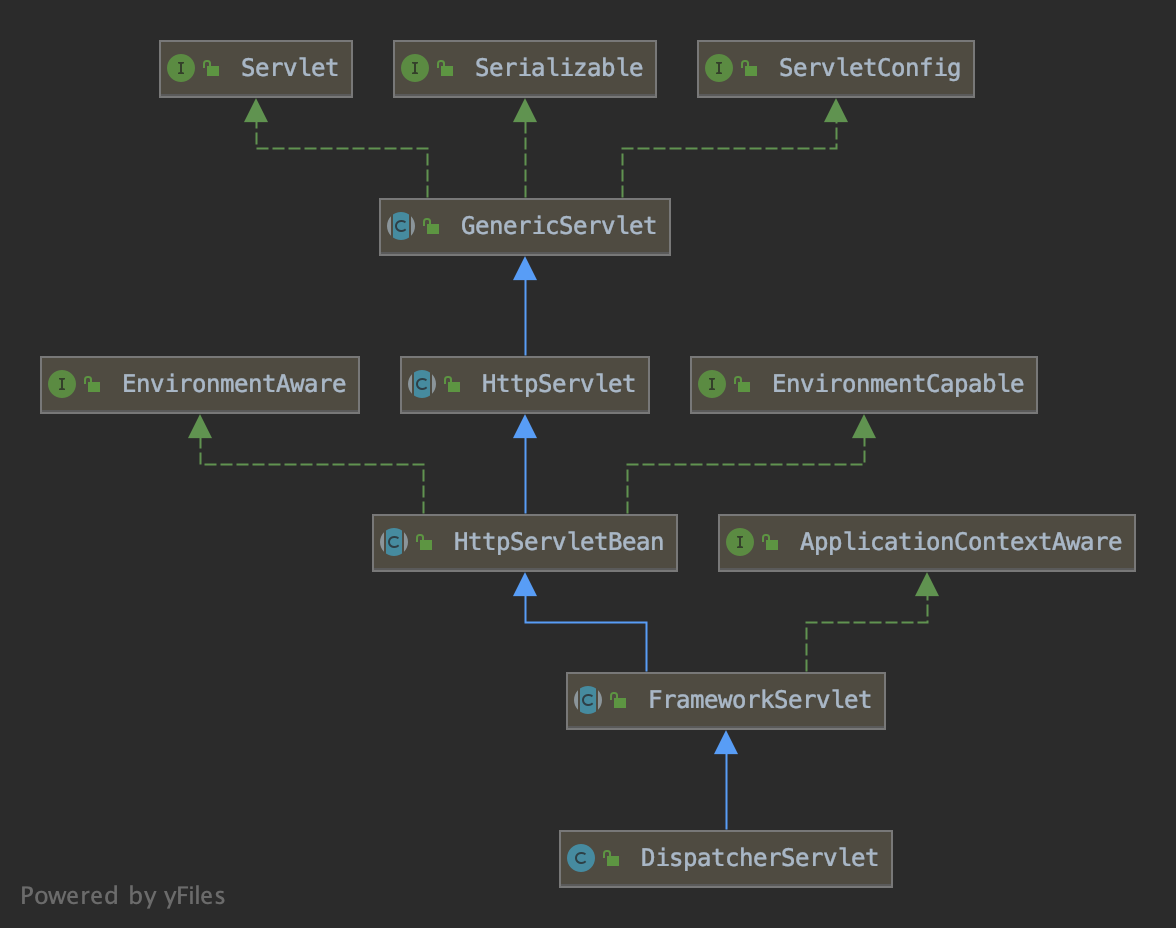 I Servlet
I Serializable
I ServletConfig
C GenericServlet
I EnvironmentAware
C HttpServlet
I EnvironmentCapable
C HttpServletBean
I ApplicationContextAware
C FrameworkServlet
C DispatcherServlet
Powered by yFiles